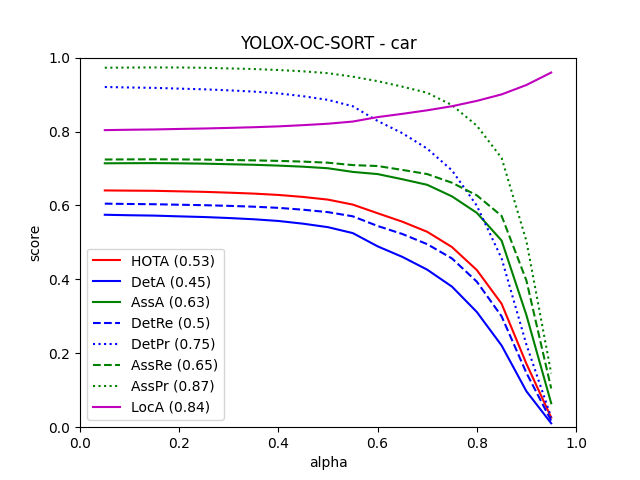 YOLOX-OC-SORT - car
score
1.0
0.8
0.6
0.4
0.2
0.0
HOTA (0.53)
DetA (0.45)
AssA (0.63)
DetRe (0.5)
DetPr (0.75)
AssRe (0.65)
AssPr (0.87)
LocA (0.84)
0.0 0.2 0.4 0.6 0.8 1.0
alpha